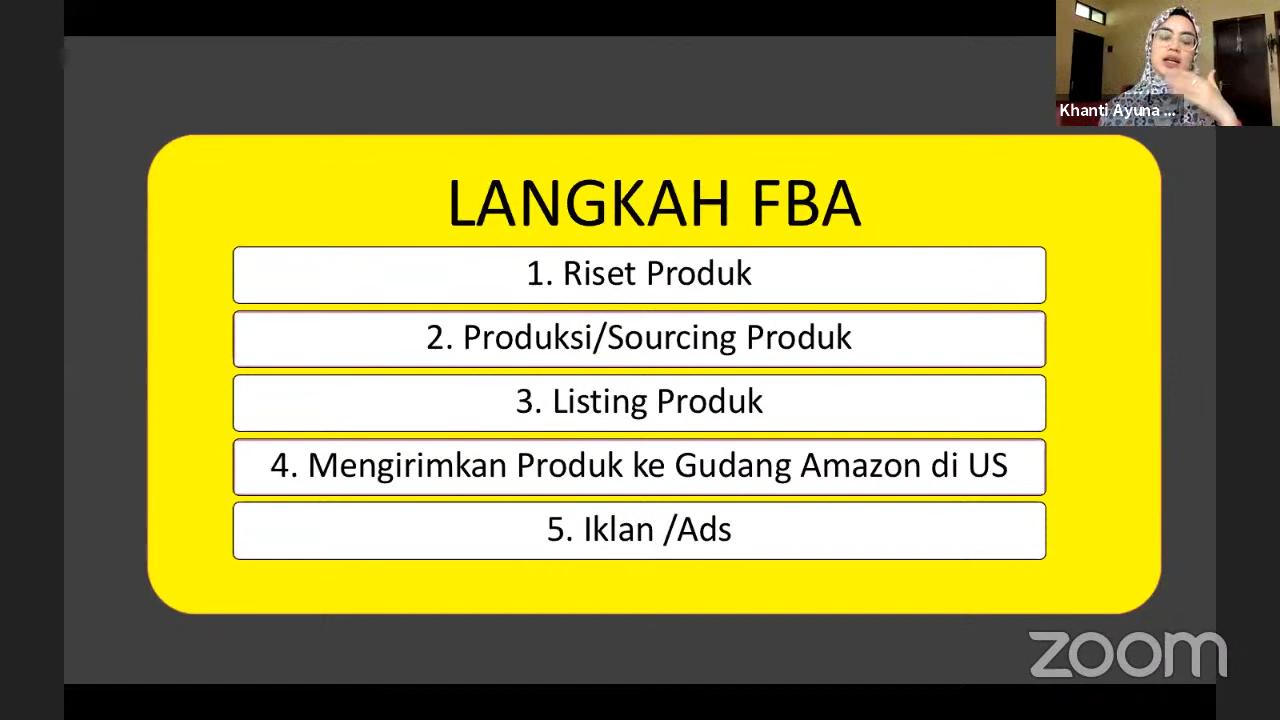 Khanti Ayuna ...
LANGKAH FBA
1. Riset Produk
2. Produksi/Sourcing Produk
3. Listing Produk
4. Mengirimkan Produk ke Gudang Amazon di US
5. Iklan /Ads
zoom